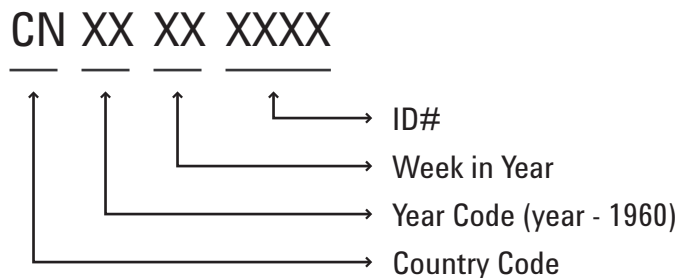 CN XX XX XXXX
ID#
Week in Year
Year Code (year - 1960)
Country Code